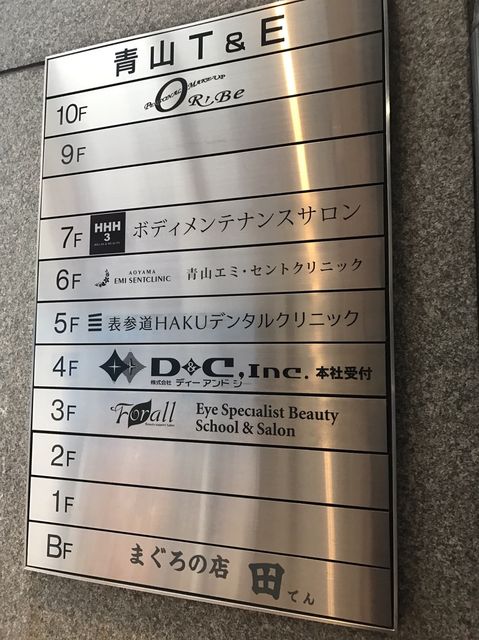 青山 T & E
10F PERSONAL MAKE-UP ORiBe
9F
7F HHH 3 ボディメンテナンスサロン
6F AOYAMA EMI SENTCLINIC 青山エミ・セントクリニック
5F 表参道HAKUデンタルクリニック
4F D&C, Inc. 本社受付
株式会社 ディー アンド シー
3F Forall Eye Specialist Beauty
School & Salon
2F
1F
BF まぐろの店 田 てん